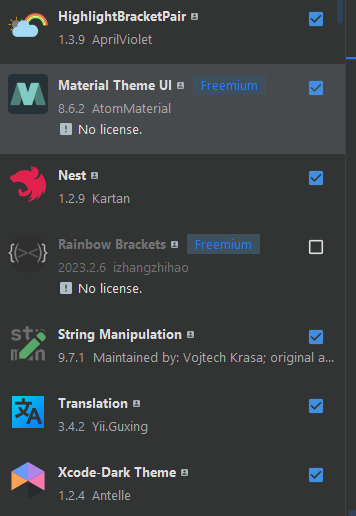 HighlightBracketPair
1.3.9 AprilViolet
Material Theme UI Freemium
8.6.2 AtomMaterial
No license.
Nest
1.2.9 Kartan
{(><)} Rainbow Brackets Freemium
2023.2.6 izhangzhihao
No license.
String Manipulation
9.7.1 Maintained by: Vojtech Krasa; original a...
Translation
3.4.2 Yii.Guxing
Xcode-Dark Theme
1.2.4 Antelle